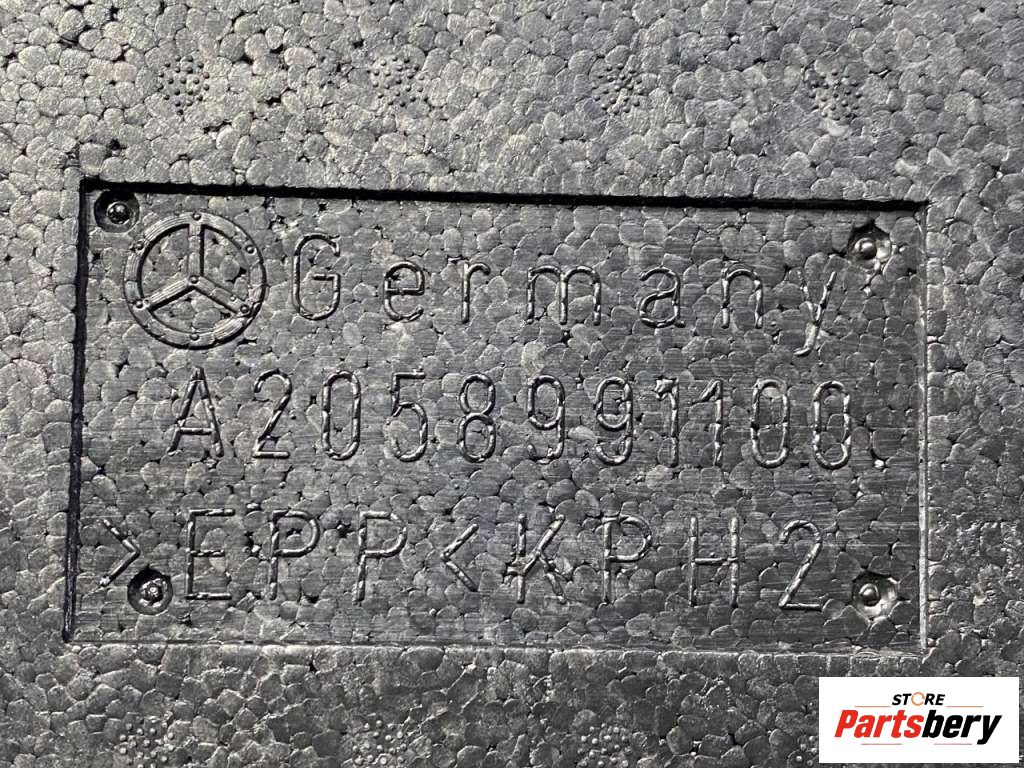 Germany
A2058991100
>EPP<KPH2
STORE
Partsbery